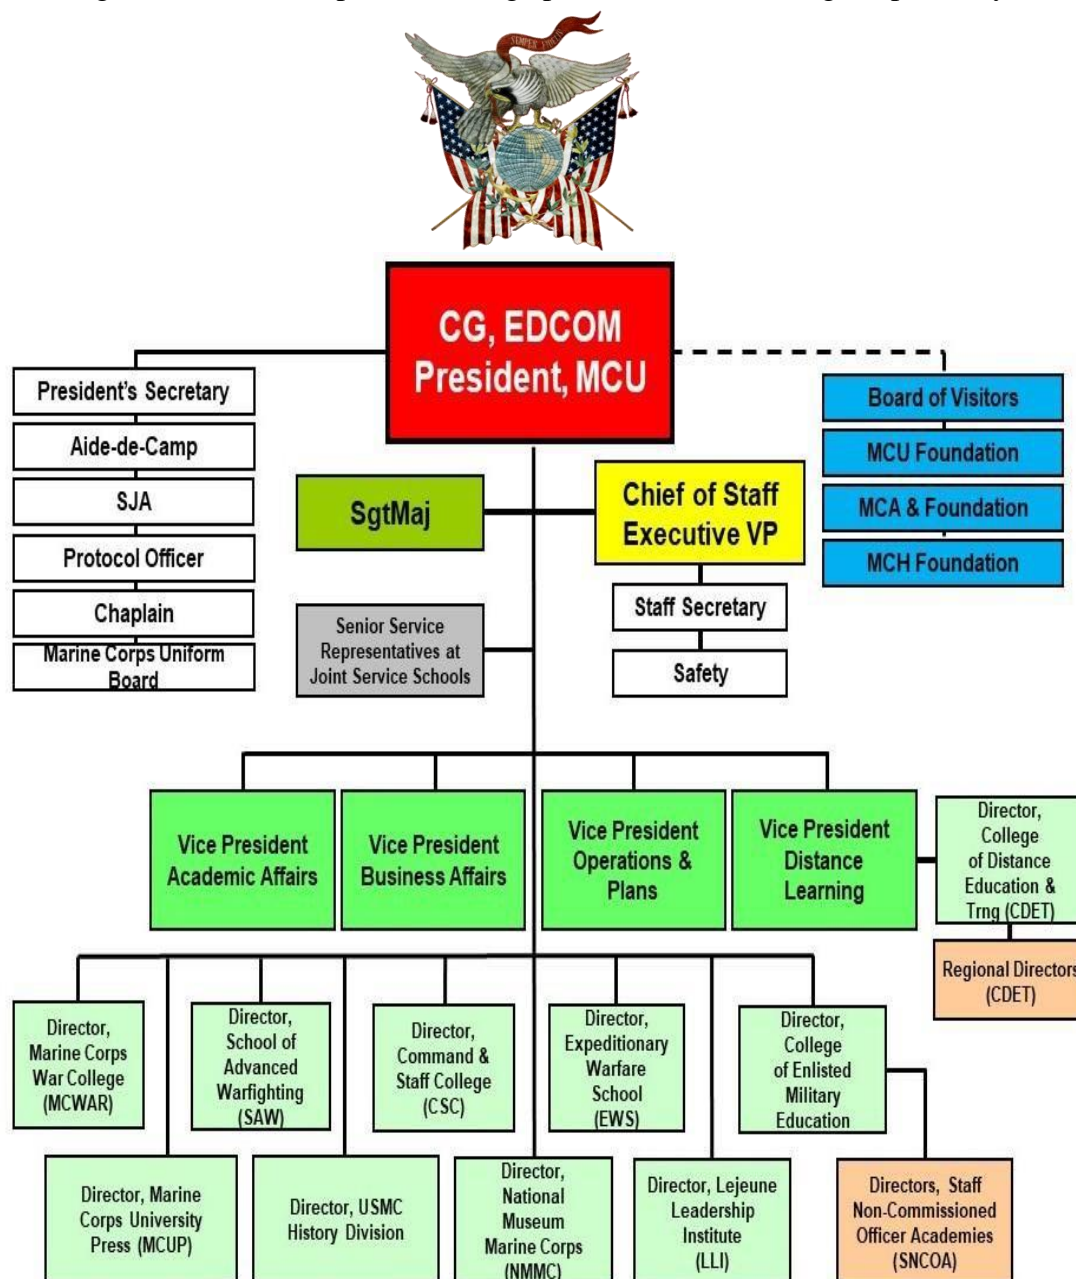 SEMPER FIDELIS
CG, EDCOM
President, MCU
President's Secretary
Aide-de-Camp
SJA
Protocol Officer
Chaplain
Marine Corps Uniform
Board
SgtMaj
Chief of Staff
Executive VP
Board of Visitors
MCU Foundation
MCA & Foundation
MCH Foundation
Staff Secretary
Safety
Senior Service
Representatives at
Joint Service Schools
Vice President
Academic Affairs
Vice President
Business Affairs
Vice President
Operations &
Plans
Vice President
Distance
Learning
Director,
College
of Distance
Education &
Trng (CDET)
Regional Directors
(CDET)
Director,
Marine Corps
War College
(MCWAR)
Director,
School of
Advanced
Warfighting
(SAW)
Director,
Command &
Staff College
(CSC)
Director,
Expeditionary
Warfare
School
(EWS)
Director,
College
of Enlisted
Military
Education
Director, Marine
Corps University
Press (MCUP)
Director, USMC
History Division
Director,
National
Museum
Marine Corps
(NMMC)
Director, Lejeune
Leadership
Institute
(LLI)
Directors, Staff
Non-Commissioned
Officer Academies
(SNCOA)